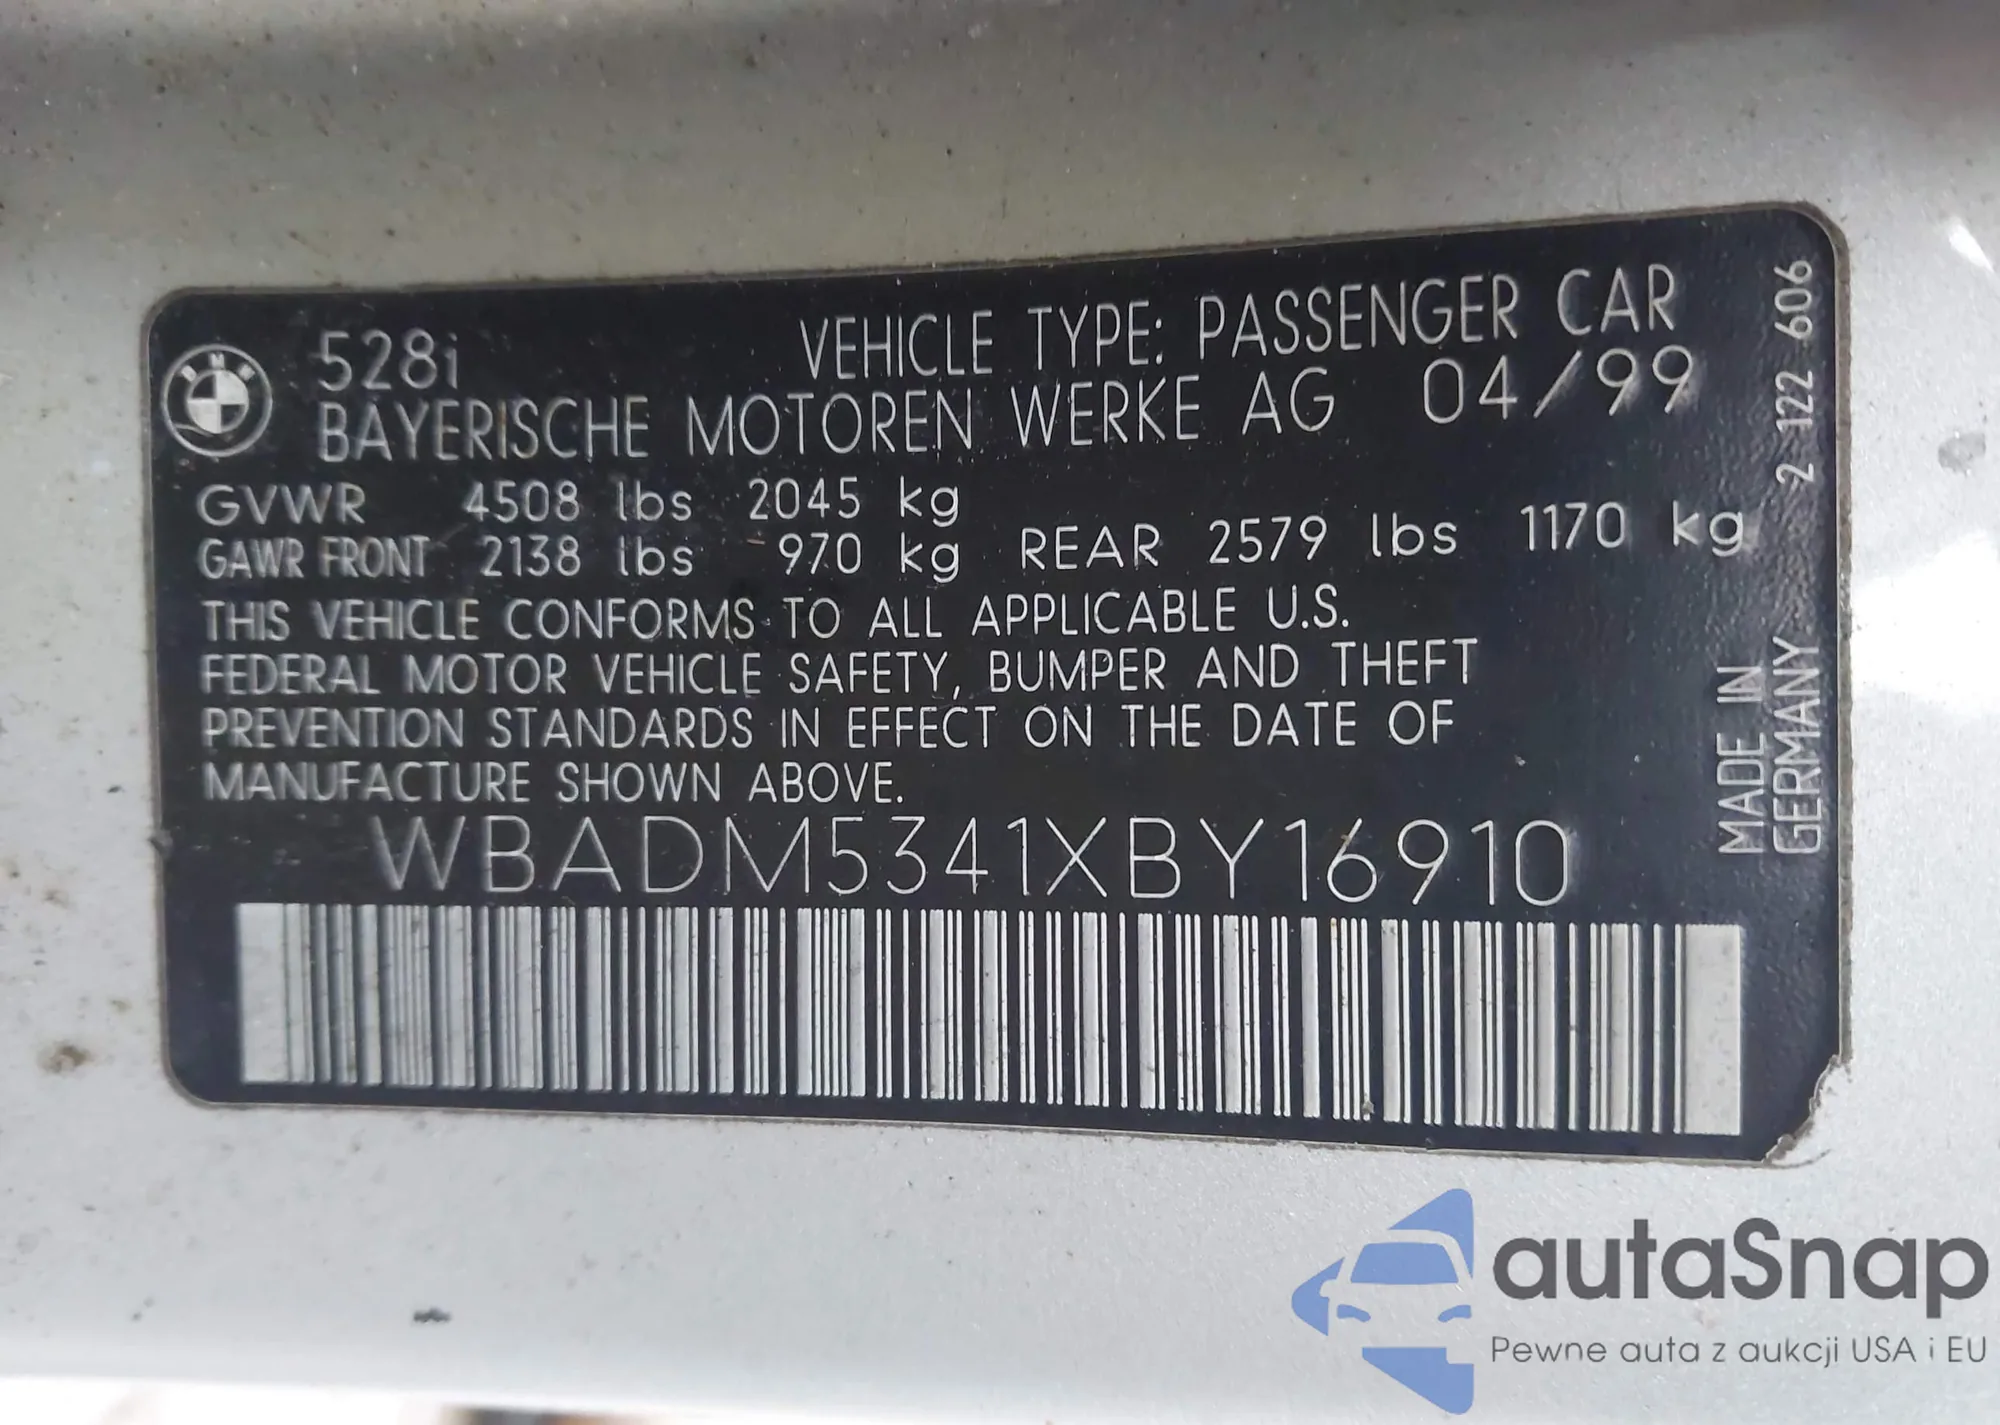 528i VEHICLE TYPE: PASSENGER CAR
BAYERISCHE MOTOREN WERKE AG 04/99
GVWR 4508 lbs 2045 kg
GAWR FRONT 2138 lbs 970 kg REAR 2579 lbs 1170 kg
THIS VEHICLE CONFORMS TO ALL APPLICABLE U.S.
FEDERAL MOTOR VEHICLE SAFETY, BUMPER AND THEFT
PREVENTION STANDARDS IN EFFECT ON THE DATE OF
MANUFACTURE SHOWN ABOVE.
WBADM5341XBY16910
2 122 606
MADE IN
GERMANY
BMW
autaSnap
Pewne auta z aukcji USA i EU